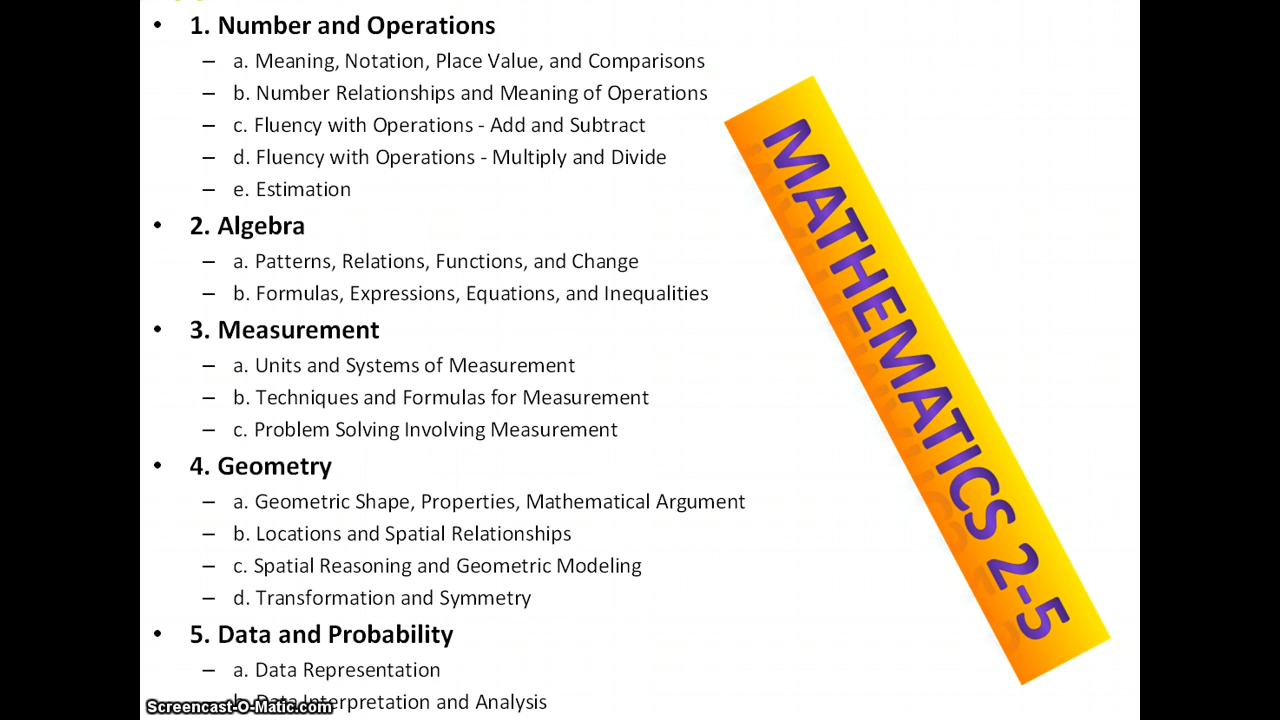 • 1. Number and Operations
– a. Meaning, Notation, Place Value, and Comparisons
– b. Number Relationships and Meaning of Operations
– c. Fluency with Operations - Add and Subtract
– d. Fluency with Operations - Multiply and Divide
– e. Estimation
• 2. Algebra
– a. Patterns, Relations, Functions, and Change
– b. Formulas, Expressions, Equations, and Inequalities
• 3. Measurement
– a. Units and Systems of Measurement
– b. Techniques and Formulas for Measurement
– c. Problem Solving Involving Measurement
• 4. Geometry
– a. Geometric Shape, Properties, Mathematical Argument
– b. Locations and Spatial Relationships
– c. Spatial Reasoning and Geometric Modeling
– d. Transformation and Symmetry
• 5. Data and Probability
– a. Data Representation
– b. Data Interpretation and Analysis
MATHEMATICS 2-5
Screencast-O-Matic.com